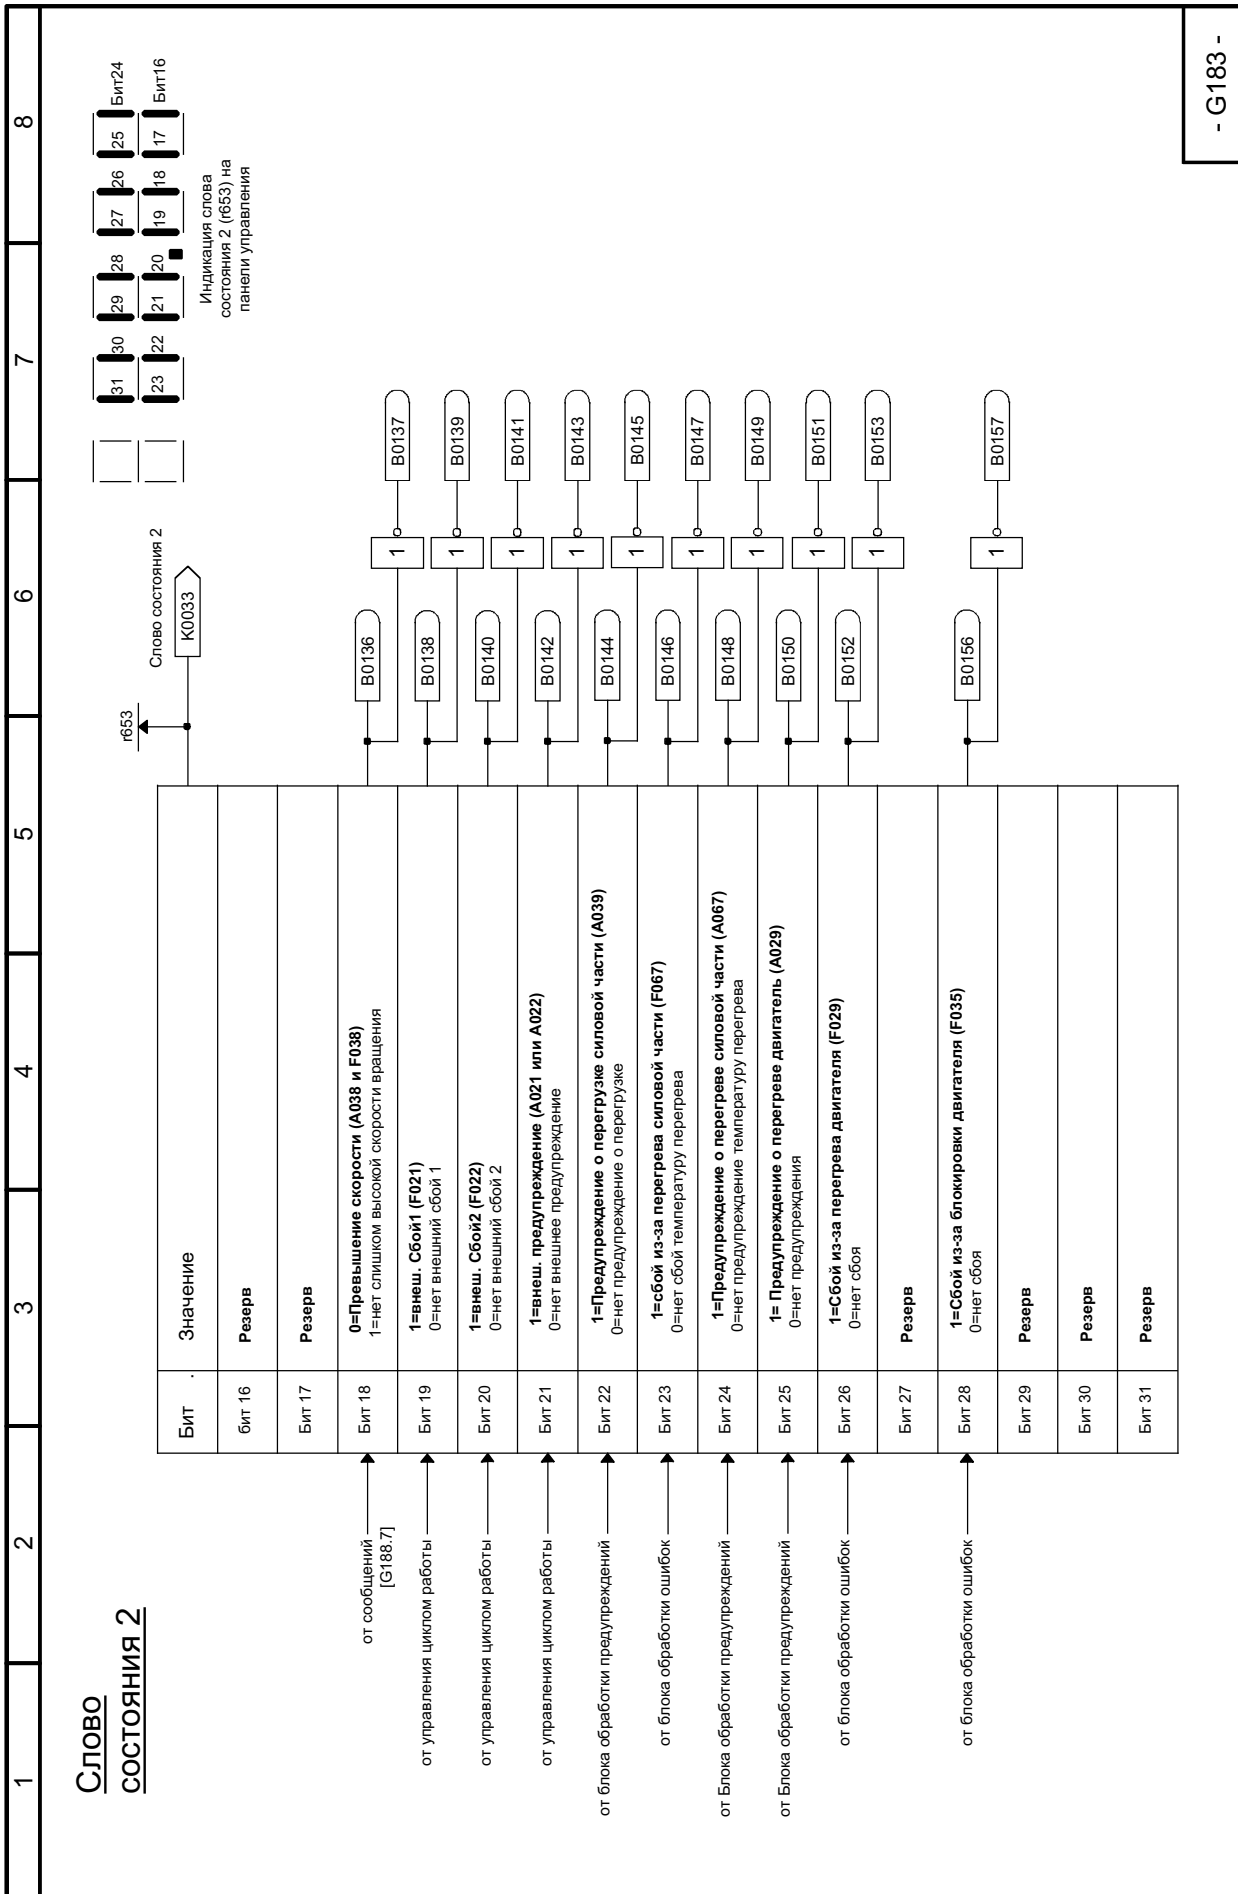 Слово
состояния 2
r653
Слово состояния 2
K0033
31 30 29 28 27 26 25 Бит24
23 22 21 20 19 18 17 Бит16
Индикация слова
состояния 2 (r653) на
панели управления
Бит . Значение
бит 16 Резерв
Бит 17 Резерв
от сообщений
[G188.7]
Бит 18
0=Превышение скорости (A038 и F038)
1=нет слишком высокой скорости вращения
B0136
1
B0137
от управления циклом работы
Бит 19
1=внеш. Сбой1 (F021)
0=нет внешний сбой 1
B0138
1
B0139
от управления циклом работы
Бит 20
1=внеш. Сбой2 (F022)
0=нет внешний сбой 2
B0140
1
B0141
от управления циклом работы
Бит 21
1=внеш. предупреждение (A021 или A022)
0=нет внешнее предупреждение
B0142
1
B0143
от блока обработки предупреждений
Бит 22
1=Предупреждение о перегрузке силовой части (A039)
0=нет предупреждение о перегрузке
B0144
1
B0145
от блока обработки ошибок
Бит 23
1=сбой из-за перегрева силовой части (F067)
0=нет сбой температуру перегрева
B0146
1
B0147
от Блока обработки предупреждений
Бит 24
1=Предупреждение о перегреве силовой части (A067)
0=нет предупреждение температуру перегрева
B0148
1
B0149
от Блока обработки предупреждений
Бит 25
1= Предупреждение о перегреве двигатель (A029)
0=нет предупреждения
B0150
1
B0151
от блока обработки ошибок
Бит 26
1=Сбой из-за перегрева двигателя (F029)
0=нет сбоя
B0152
1
B0153
Бит 27 Резерв
от блока обработки ошибок
Бит 28
1=Сбой из-за блокировки двигателя (F035)
0=нет сбоя
B0156
1
B0157
Бит 29 Резерв
Бит 30 Резерв
Бит 31 Резерв
1 2 3 4 5 6 7 8
- G183 -